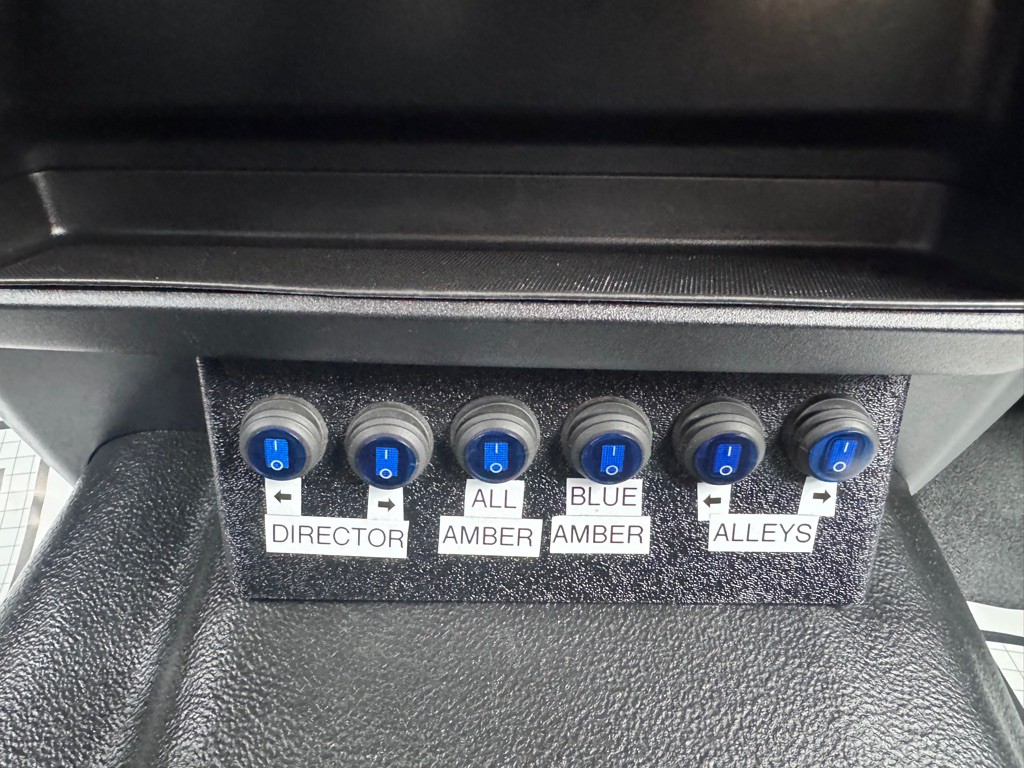 ← → ALL BLUE ← →
DIRECTOR AMBER AMBER ALLEYS